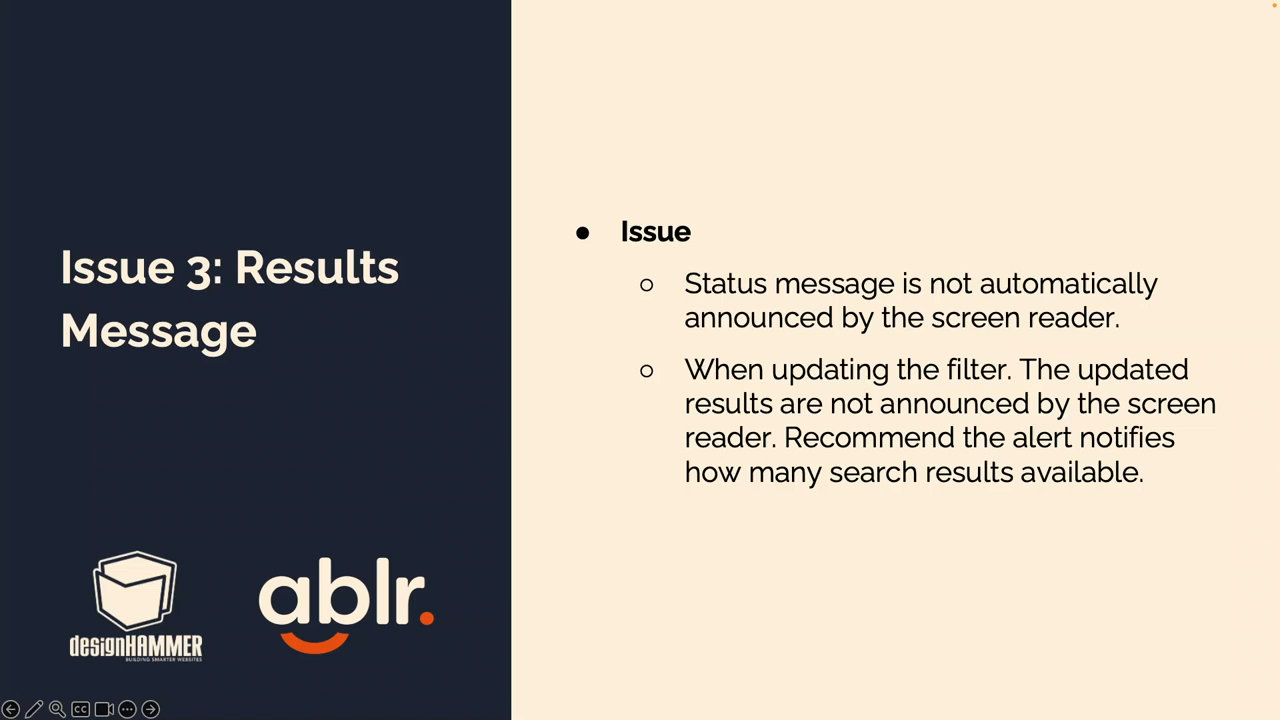 Issue 3: Results
Message
designHAMMER
BUILDING SMARTER WEBSITES
ablr.
● Issue
○ Status message is not automatically
announced by the screen reader.
○ When updating the filter. The updated
results are not announced by the screen
reader. Recommend the alert notifies
how many search results available.
CC